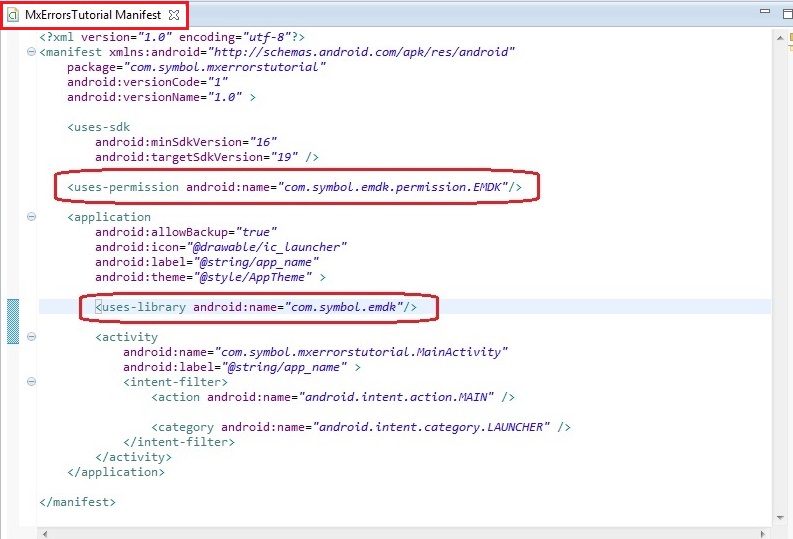 MxErrorsTutorial Manifest
<?xml version="1.0" encoding="utf-8"?>
<manifest xmlns:android="http://schemas.android.com/apk/res/android"
    package="com.symbol.mxerrorstutorial"
    android:versionCode="1"
    android:versionName="1.0" >

    <uses-sdk
        android:minSdkVersion="16"
        android:targetSdkVersion="19" />

    <uses-permission android:name="com.symbol.emdk.permission.EMDK"/>

    <application
        android:allowBackup="true"
        android:icon="@drawable/ic_launcher"
        android:label="@string/app_name"
        android:theme="@style/AppTheme" >

        <uses-library android:name="com.symbol.emdk"/>

        <activity
            android:name="com.symbol.mxerrorstutorial.MainActivity"
            android:label="@string/app_name" >
            <intent-filter>
                <action android:name="android.intent.action.MAIN" />

                <category android:name="android.intent.category.LAUNCHER" />
            </intent-filter>
        </activity>
    </application>

</manifest>